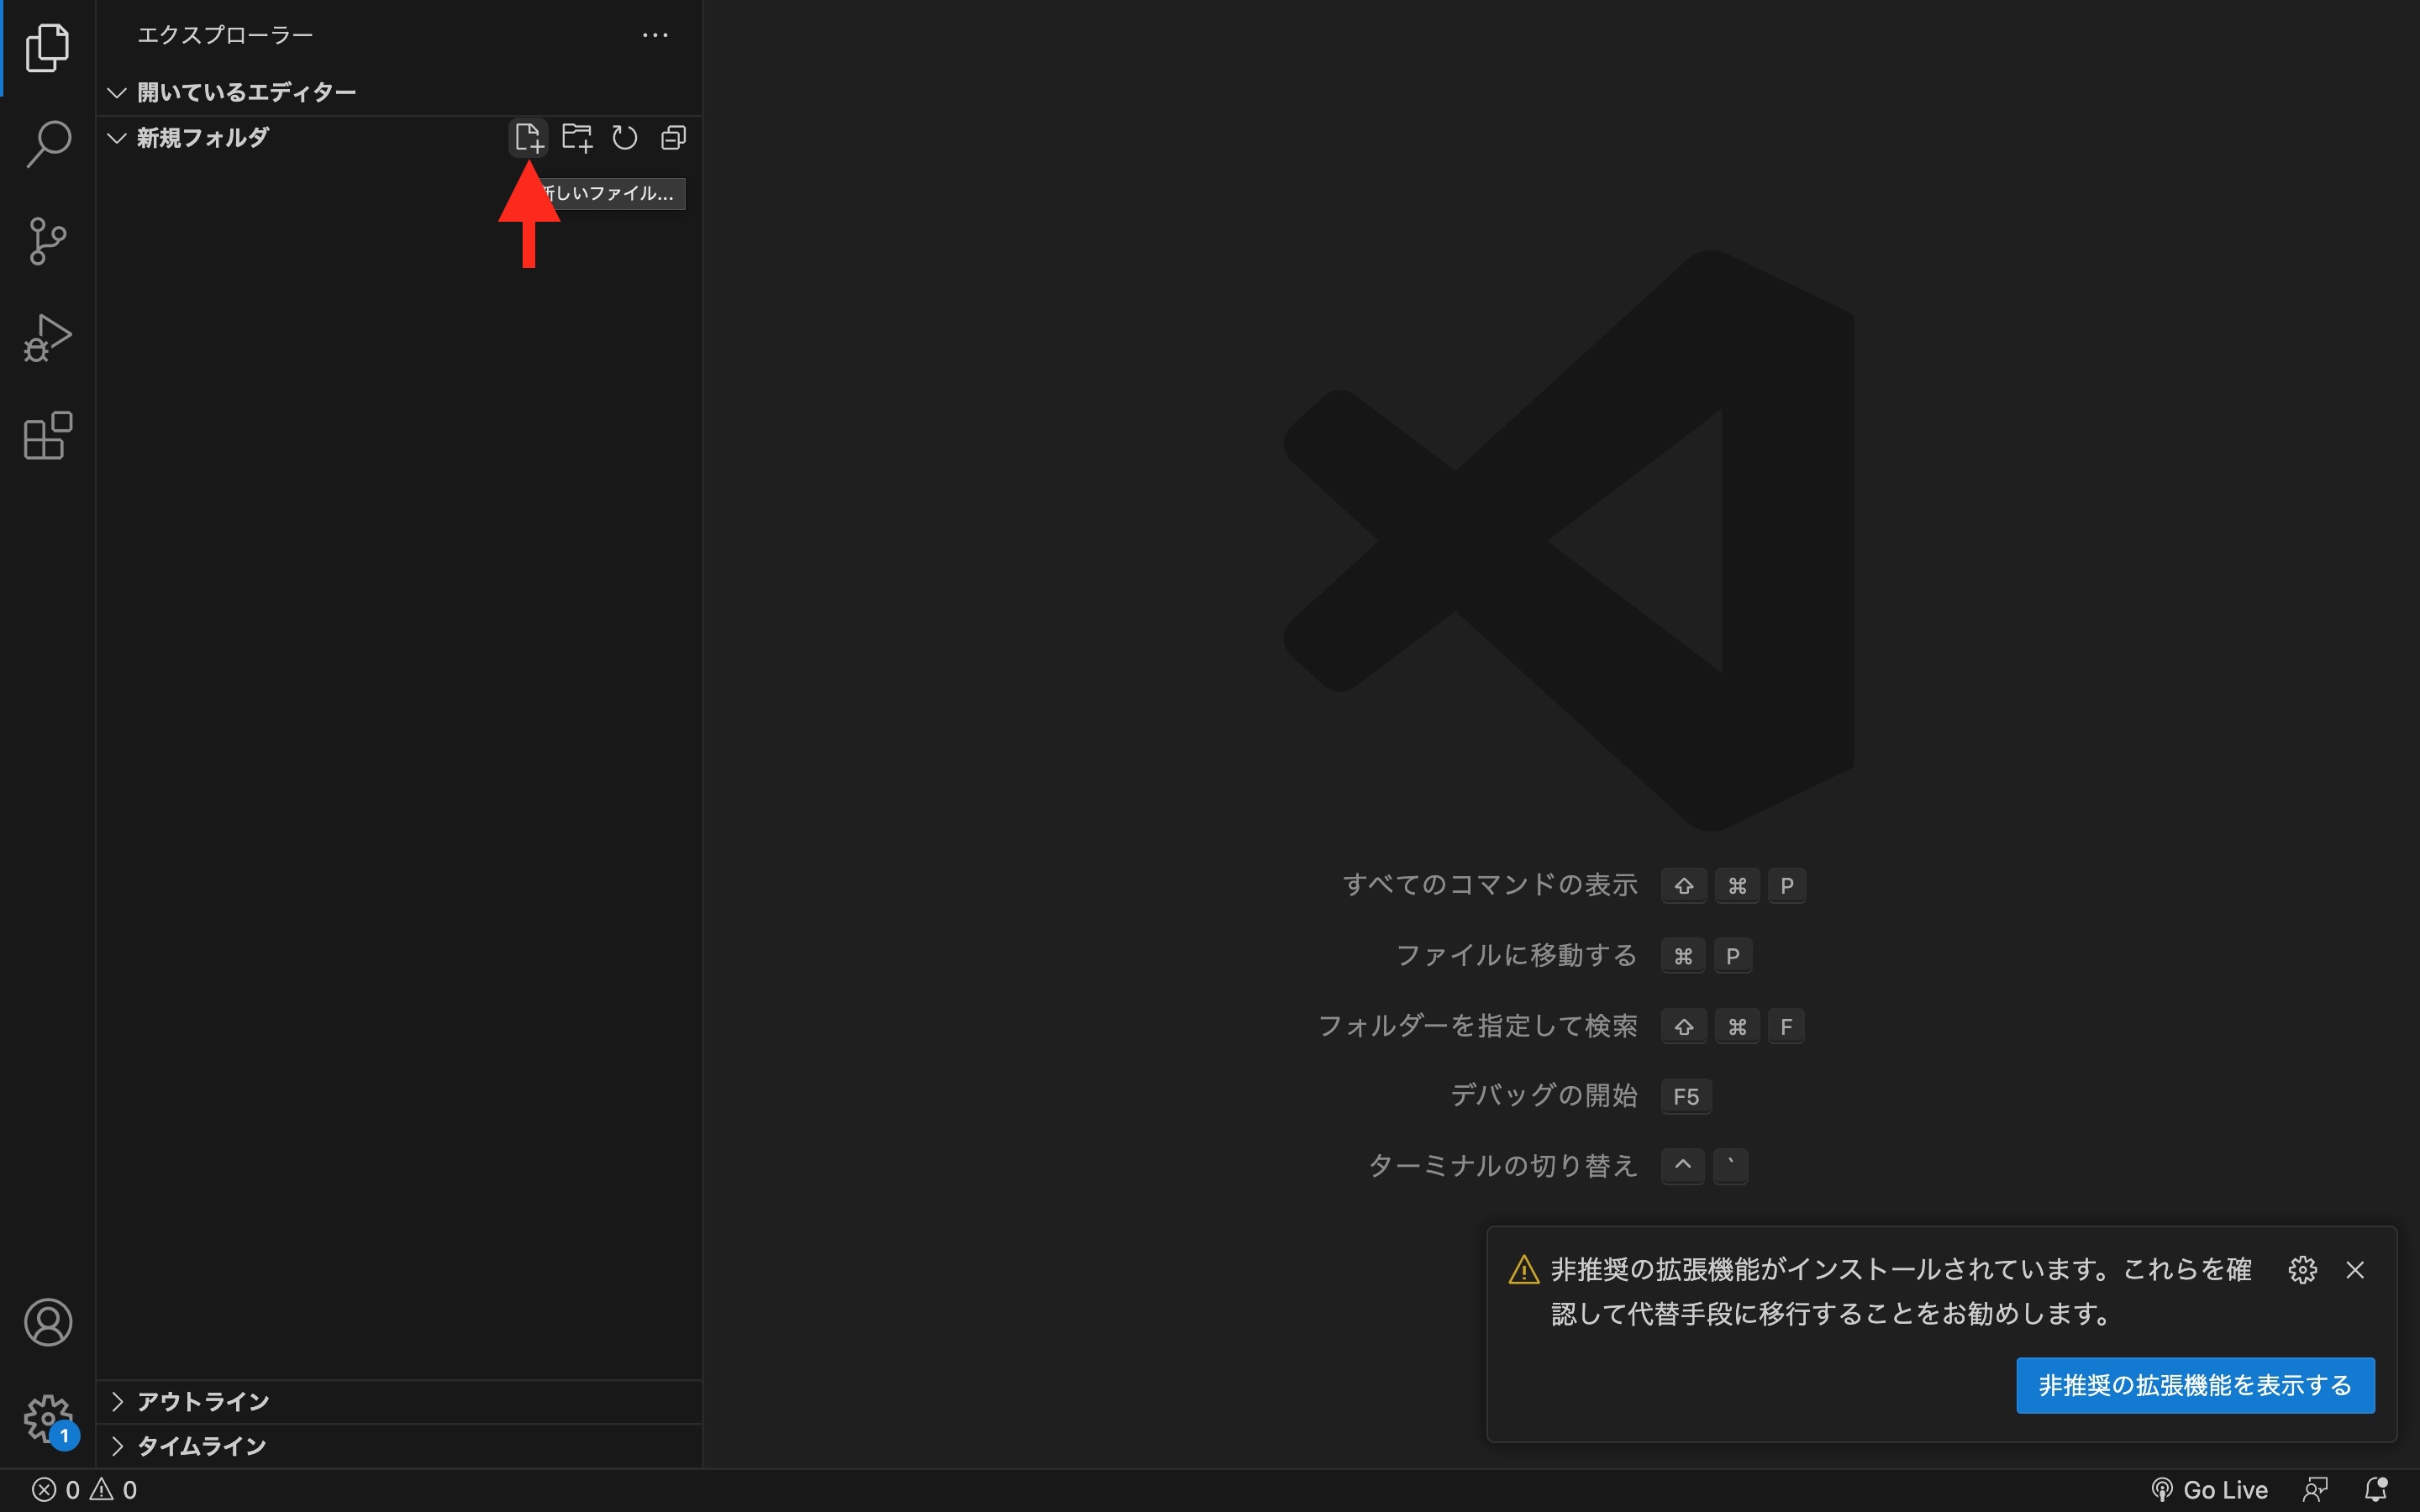 エクスプローラー
開いているエディター
新規フォルダ
しいファイル...
すべてのコマンドの表示 ⇧ ⌘ P
ファイルに移動する ⌘ P
フォルダーを指定して検索 ⇧ ⌘ F
デバッグの開始 F5
ターミナルの切り替え ^ `
非推奨の拡張機能がインストールされています。これらを確
認して代替手段に移行することをお勧めします。
非推奨の拡張機能を表示する
アウトライン
1
タイムライン
0 0
Go Live